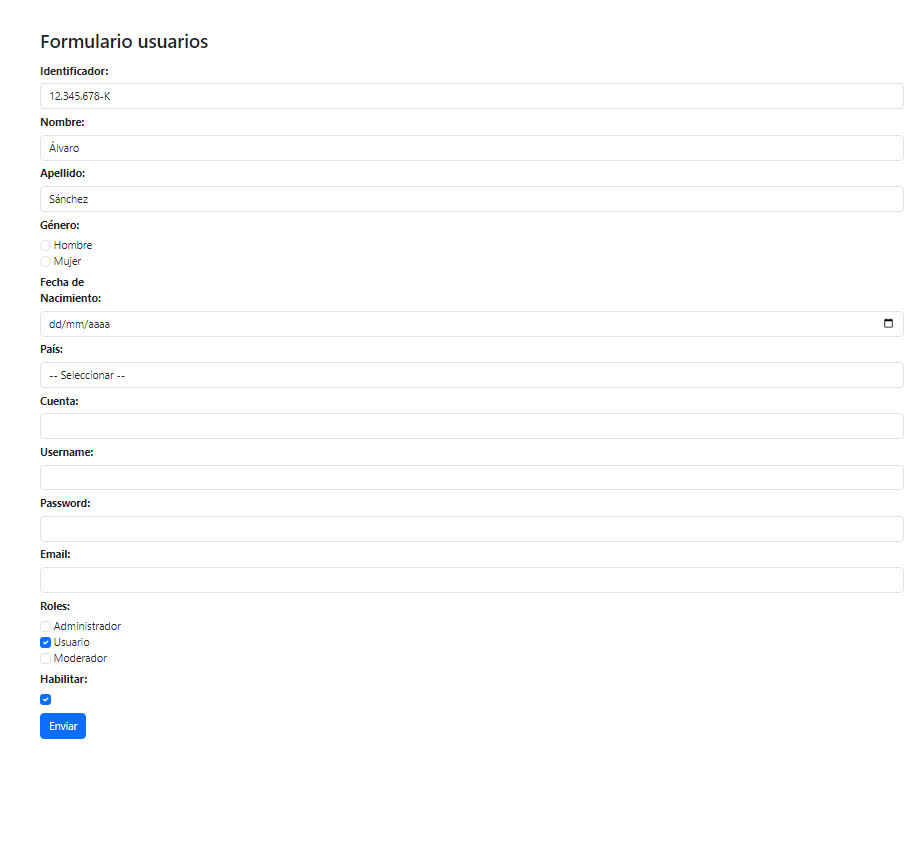 Formulario usuarios
Identificador:
12.345.678-K
Nombre:
Álvaro
Apellido:
Sánchez
Género:
Hombre
Mujer
Fecha de
Nacimiento:
dd/mm/aaaa
País:
-- Seleccionar --
Cuenta:
Username:
Password:
Email:
Roles:
Administrador
Usuario
Moderador
Habilitar:
Enviar